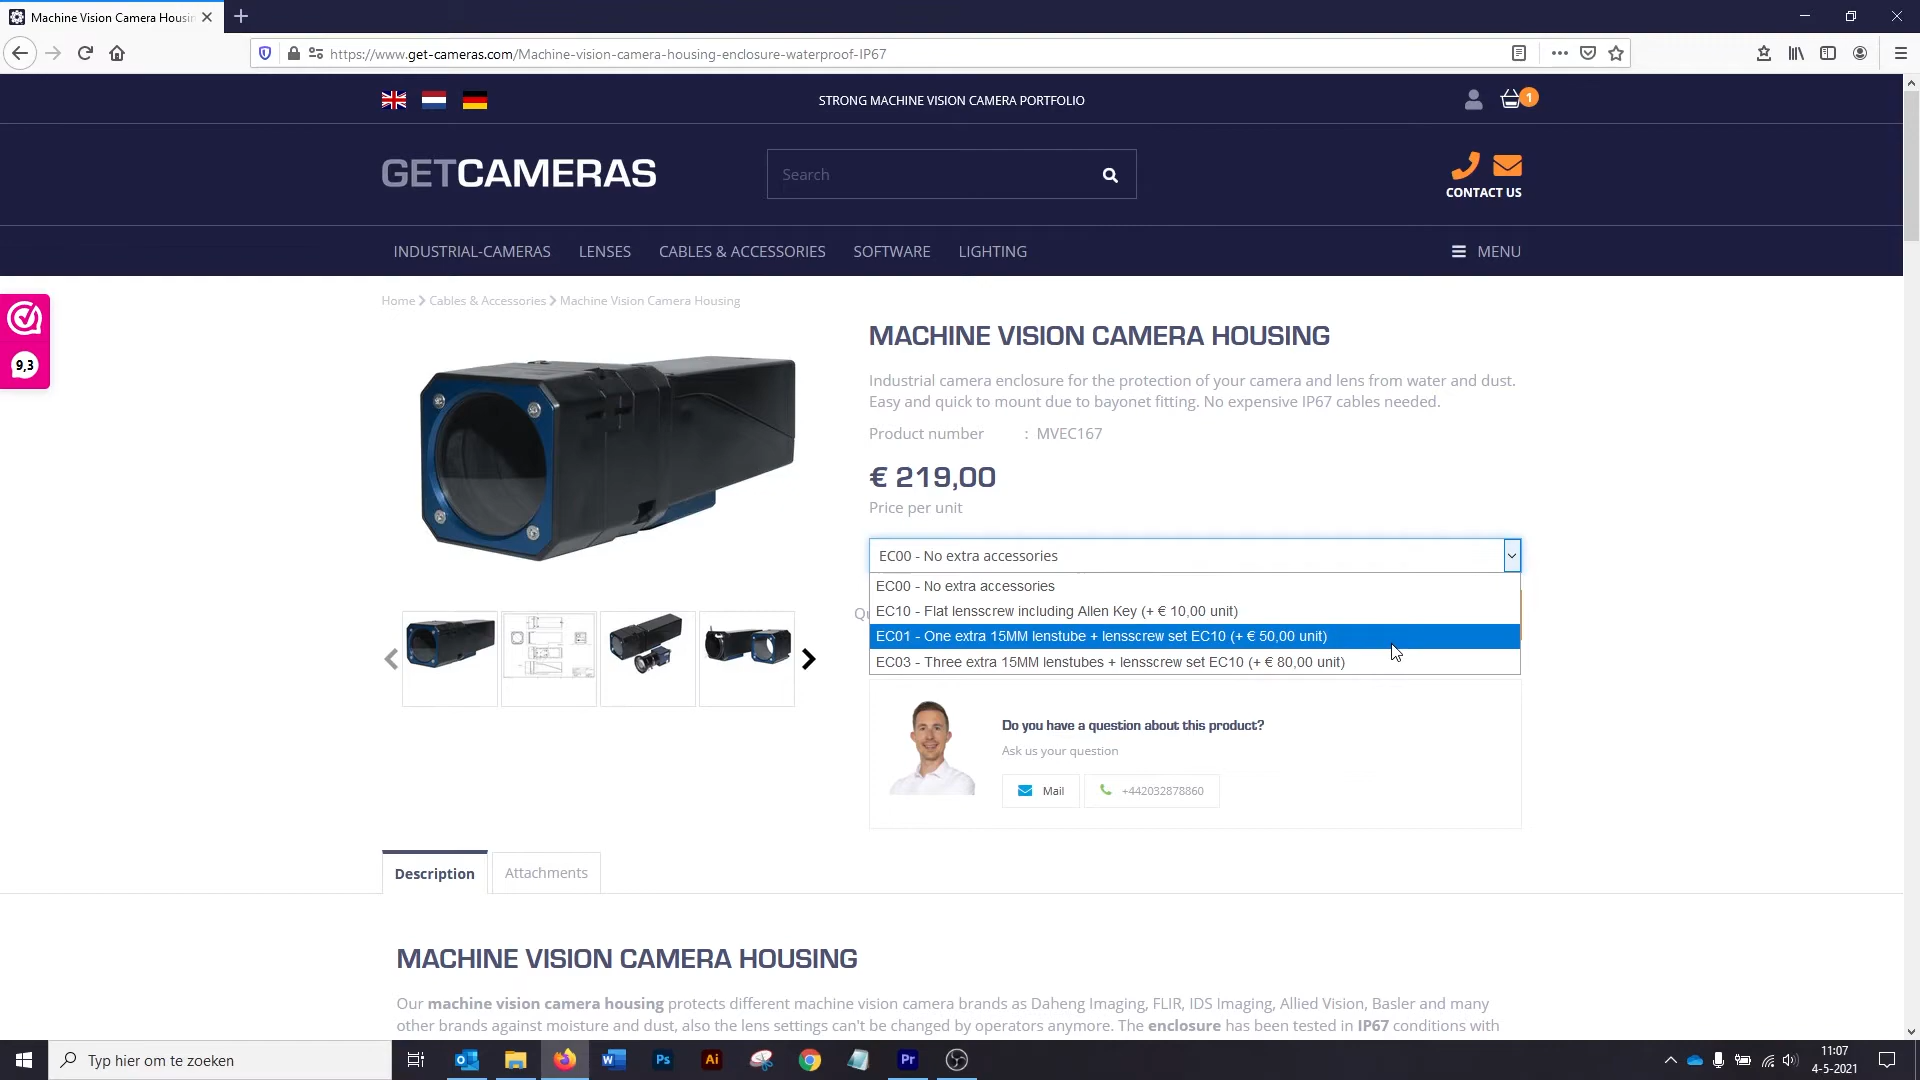 Machine Vision Camera Housin
https://www.get-cameras.com/Machine-vision-camera-housing-enclosure-waterproof-IP67
STRONG MACHINE VISION CAMERA PORTFOLIO
1
GETCAMERAS
Search
CONTACT US
INDUSTRIAL-CAMERAS LENSES CABLES & ACCESSORIES SOFTWARE LIGHTING MENU
Home Cables & Accessories Machine Vision Camera Housing
9,3
MACHINE VISION CAMERA HOUSING
Industrial camera enclosure for the protection of your camera and lens from water and dust.
Easy and quick to mount due to bayonet fitting. No expensive IP67 cables needed.
Product number : MVEC167
€ 219,00
Price per unit
EC00 - No extra accessories
EC00 - No extra accessories
EC10 - Flat lensscrew including Allen Key (+ € 10,00 unit)
EC01 - One extra 15MM lenstube + lensscrew set EC10 (+ € 50,00 unit)
EC03 - Three extra 15MM lenstubes + lensscrew set EC10 (+ € 80,00 unit)
Do you have a question about this product?
Ask us your question
Mail +442032878860
Description Attachments
MACHINE VISION CAMERA HOUSING
Our machine vision camera housing protects different machine vision camera brands as Daheng Imaging, FLIR, IDS Imaging, Allied Vision, Basler and many
other brands against moisture and dust, also the lens settings can't be changed by operators anymore. The enclosure has been tested in IP67 conditions with
Typ hier om te zoeken
Ps Ai Pr
11:07
4-5-2021